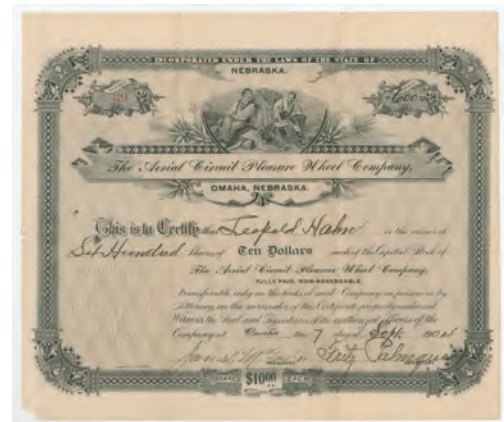 INCORPORATED UNDER THE LAWS OF THE STATE OF
NEBRASKA.
600
The Aerial Circuit Pleasure Wheel Company,
OMAHA, NEBRASKA.
This is to Certify that Leopold Hahn is the owner of
Six Hundred Shares of Ten Dollars each of the Capital Stock of
The Aerial Circuit Pleasure Wheel Company,
FULLY PAID, NON-ASSESSABLE
transferable only on the books of said Company in person or by
Attorney on the surrender of this Certificate properly endorsed
Witness the Seal and Signatures of the authorized officers of the
Company at Omaha this 7 day of Sept. 190
Fritz
SHARES $10.00 EACH